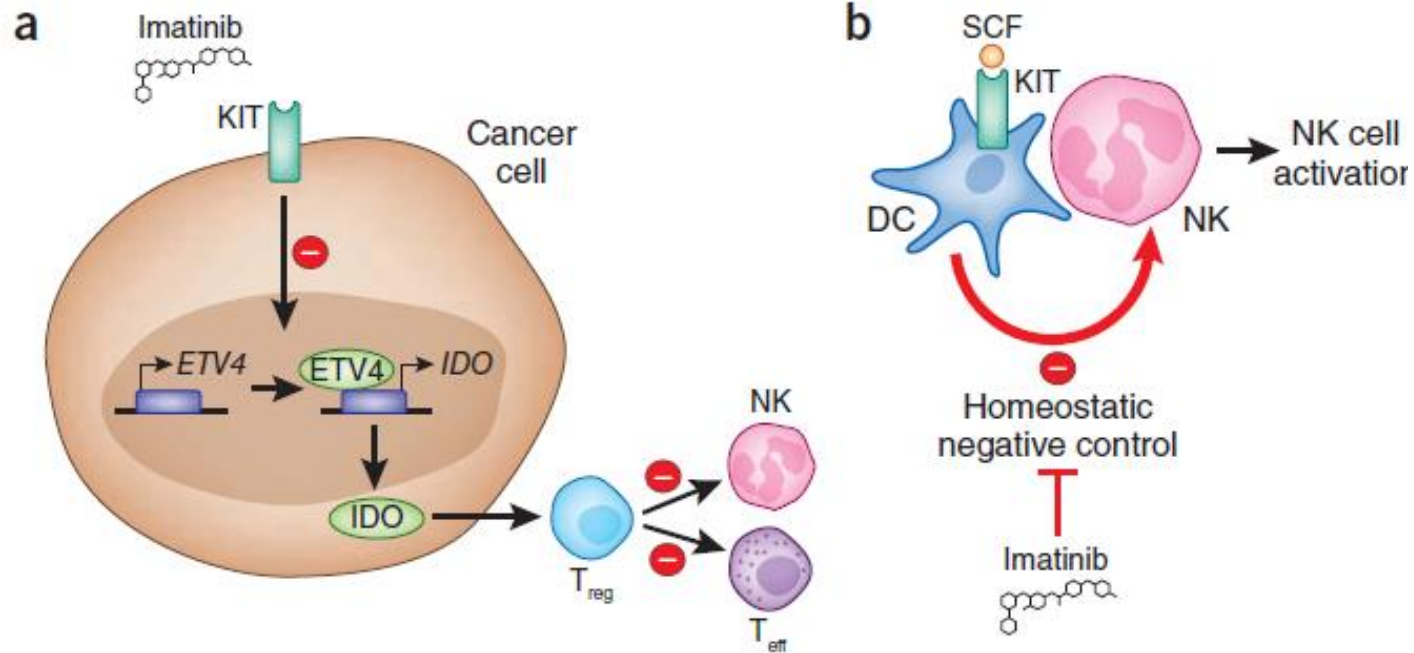 a
Imatinib
KIT
Cancer
cell
ETV4
ETV4
IDO
IDO
Treg
NK
Teff
b
SCF
KIT
DC
NK
NK cell
activation
Homeostatic
negative control
Imatinib